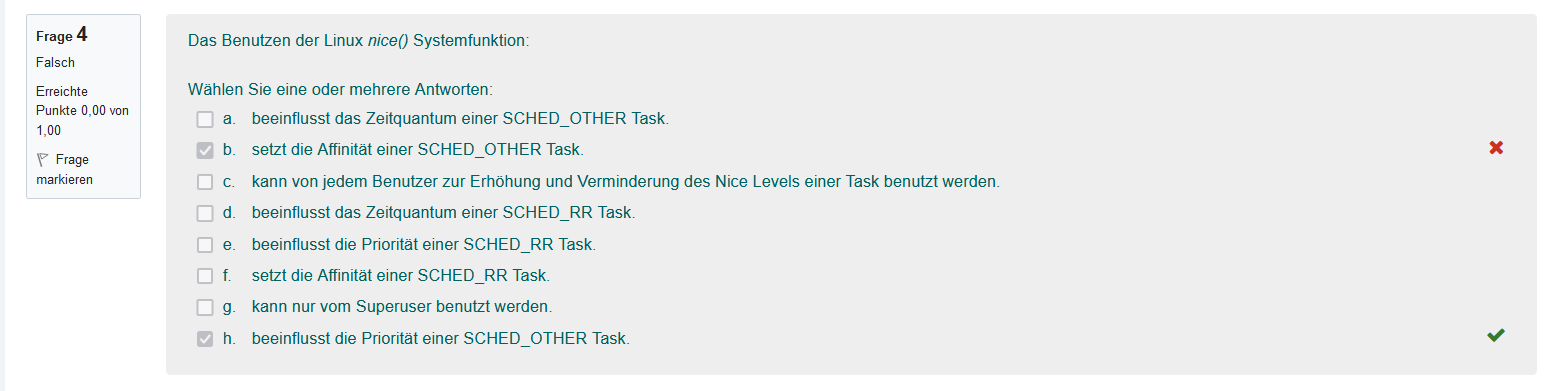 Frage 4
Falsch
Erreichte
Punkte 0,00 von
1,00
Frage
markieren
Das Benutzen der Linux nice() Systemfunktion:
Wählen Sie eine oder mehrere Antworten:
a. beeinflusst das Zeitquantum einer SCHED_OTHER Task.
b. setzt die Affinität einer SCHED_OTHER Task.
c. kann von jedem Benutzer zur Erhöhung und Verminderung des Nice Levels einer Task benutzt werden.
d. beeinflusst das Zeitquantum einer SCHED_RR Task.
e. beeinflusst die Priorität einer SCHED_RR Task.
f. setzt die Affinität einer SCHED_RR Task.
g. kann nur vom Superuser benutzt werden.
h. beeinflusst die Priorität einer SCHED_OTHER Task.